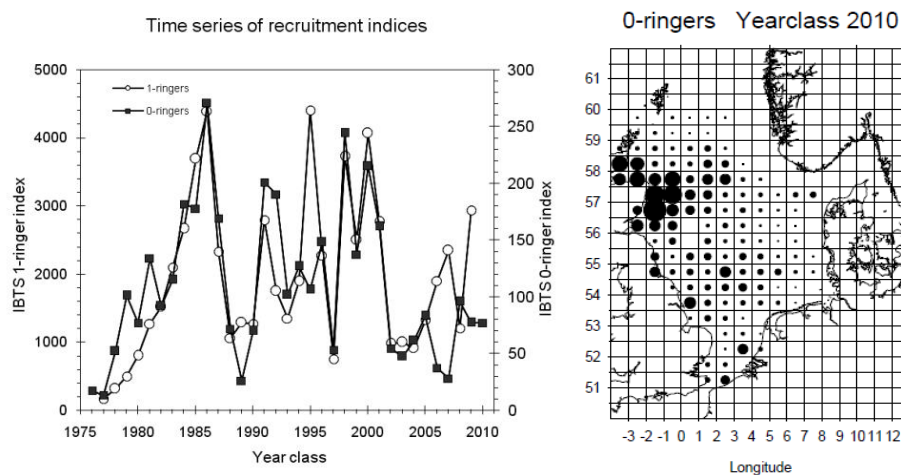 Time series of recruitment indices
5000
4000
3000
2000
1000
0
IBTS 1-ringer index
1-ringers
0-ringers
300
250
200
150
100
50
0
IBTS 0-ringer index
1975 1980 1985 1990 1995 2000 2005 2010
Year class
0-ringers Yearclass 2010
61
60
59
58
57
56
55
54
53
52
51
-3 -2 -1 0 1 2 3 4 5 6 7 8 9 10 11 12
Longitude